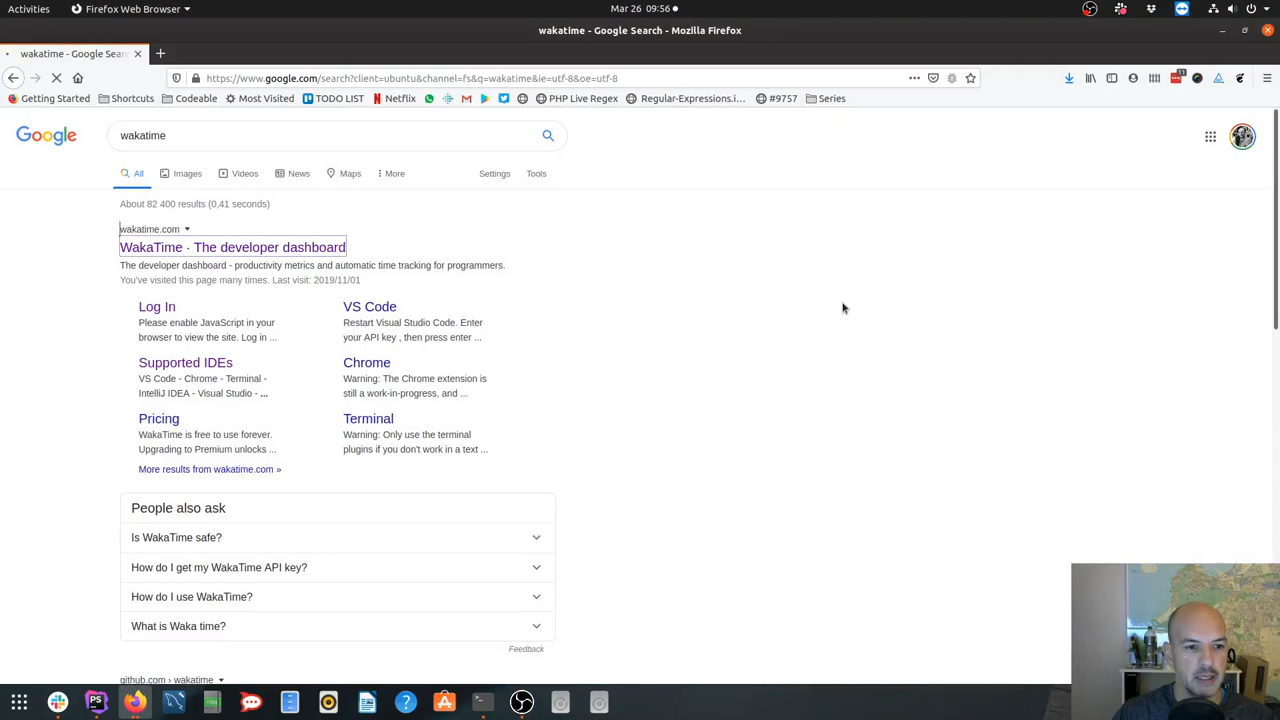 Activities
Firefox Web Browser
Mar 26 09:56
wakatime - Google Search - Mozilla Firefox
wakatime - Google Sear
https://www.google.com/search?client=ubuntu&channel=fs&q=wakatime&ie=utf-8&oe=utf-8
11
Getting Started
Shortcuts
Codeable
Most Visited
TODO LIST
Netflix
PHP Live Regex
Regular-Expressions.i...
#9757
Series
Google
wakatime
All
Images
Videos
News
Maps
More
Settings
Tools
About 82 400 results (0,41 seconds)
wakatime.com
WakaTime · The developer dashboard
The developer dashboard - productivity metrics and automatic time tracking for programmers.
You've visited this page many times. Last visit: 2019/11/01
Log In
Please enable JavaScript in your
browser to view the site. Log in ...
VS Code
Restart Visual Studio Code. Enter
your API key , then press enter ...
Supported IDEs
VS Code - Chrome - Terminal -
IntelliJ IDEA - Visual Studio - ...
Chrome
Warning: The Chrome extension is
still a work-in-progress, and ...
Pricing
WakaTime is free to use forever.
Upgrading to Premium unlocks ...
Terminal
Warning: Only use the terminal
plugins if you don't work in a text ...
More results from wakatime.com »
People also ask
Is WakaTime safe?
How do I get my WakaTime API key?
How do I use WakaTime?
What is Waka time?
Feedback
github.com › wakatime
PS